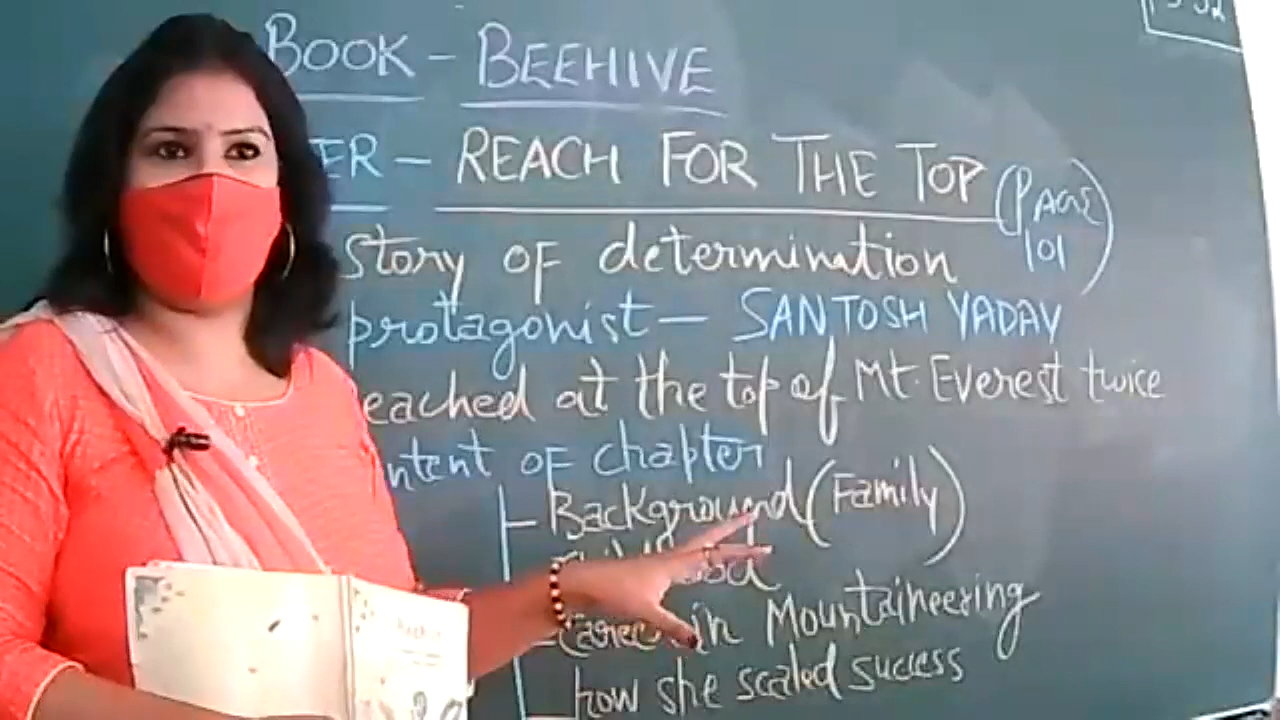 BOOK - BEEHIVE
ER - REACH FOR THE TOP (PAGE 101)
Story OF determination
protagonist - SANTOSH YADAV
eached at the top of Mt. Everest twice
ntent OF chapter
Background (Family)
Career in Mountaineering
how she scaled success